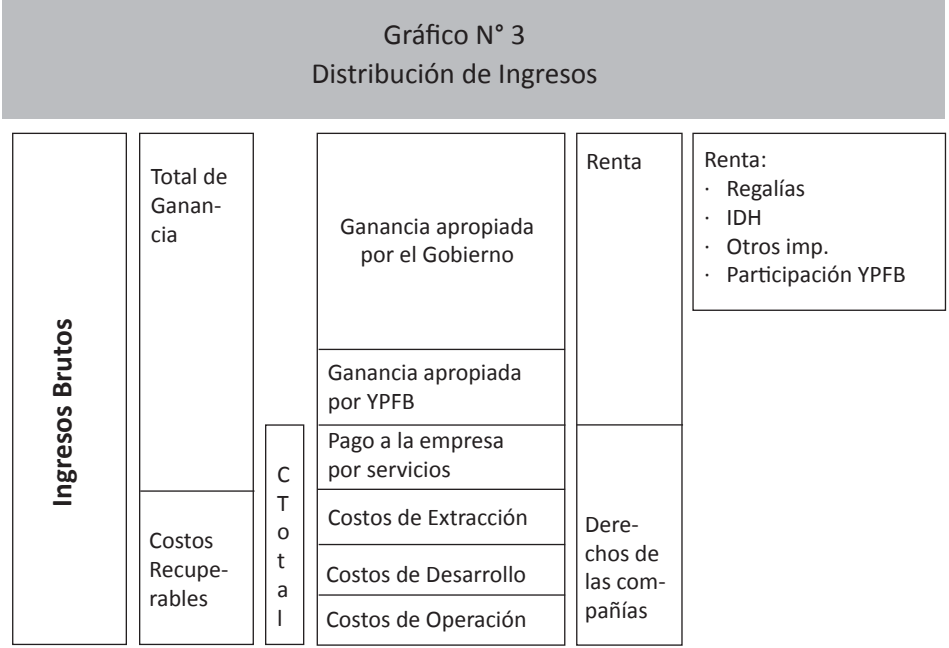 Gráfico N° 3
Distribución de Ingresos
Ingresos Brutos
Total de
Ganan-
cia
Costos
Recupe-
rables
C
T
o
t
a
l
Ganancia apropiada
por el Gobierno
Ganancia apropiada
por YPFB
Pago a la empresa
por servicios
Costos de Extracción
Costos de Desarrollo
Costos de Operación
Renta
Dere-
chos de
las com-
pañías
Renta:
· Regalías
· IDH
· Otros imp.
· Participación YPFB